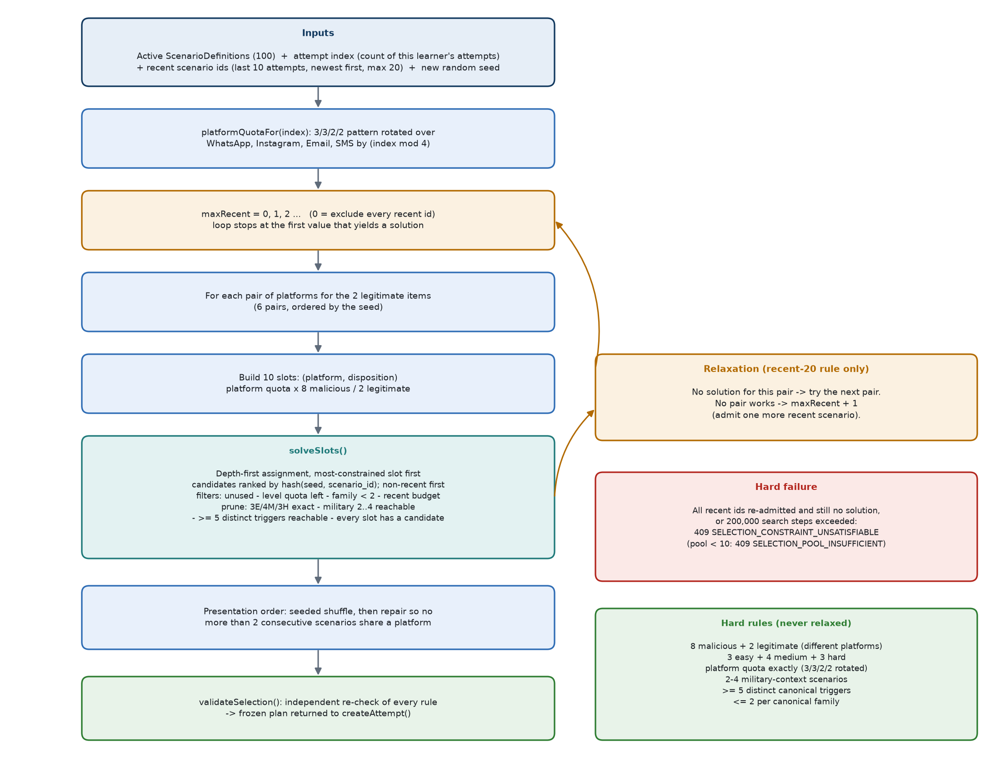 Inputs
Active ScenarioDefinitions (100)  +  attempt index (count of this learner's attempts)
+ recent scenario ids (last 10 attempts, newest first, max 20)  +  new random seed
platformQuotaFor(index): 3/3/2/2 pattern rotated over
WhatsApp, Instagram, Email, SMS by (index mod 4)
maxRecent = 0, 1, 2 ...   (0 = exclude every recent id)
loop stops at the first value that yields a solution
For each pair of platforms for the 2 legitimate items
(6 pairs, ordered by the seed)
Build 10 slots: (platform, disposition)
platform quota x 8 malicious / 2 legitimate
solveSlots()
Depth-first assignment, most-constrained slot first
candidates ranked by hash(seed, scenario_id); non-recent first
filters: unused - level quota left - family < 2 - recent budget
prune: 3E/4M/3H exact - military 2..4 reachable
- >= 5 distinct triggers reachable - every slot has a candidate
Presentation order: seeded shuffle, then repair so no
more than 2 consecutive scenarios share a platform
validateSelection(): independent re-check of every rule
-> frozen plan returned to createAttempt()
Relaxation (recent-20 rule only)
No solution for this pair -> try the next pair.
No pair works -> maxRecent + 1
(admit one more recent scenario).
Hard failure
All recent ids re-admitted and still no solution,
or 200,000 search steps exceeded:
409 SELECTION_CONSTRAINT_UNSATISFIABLE
(pool < 10: 409 SELECTION_POOL_INSUFFICIENT)
Hard rules (never relaxed)
8 malicious + 2 legitimate (different platforms)
3 easy + 4 medium + 3 hard
platform quota exactly (3/3/2/2 rotated)
2-4 military-context scenarios
>= 5 distinct canonical triggers
<= 2 per canonical family